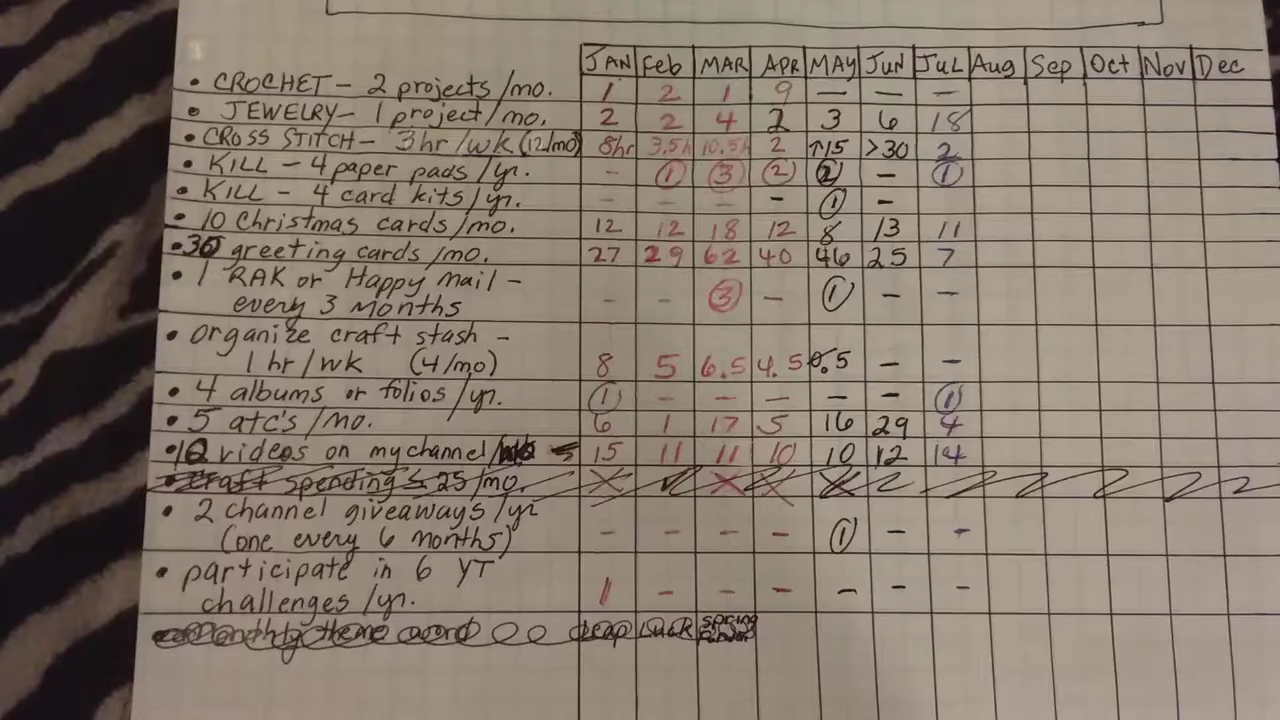 JAN Feb MAR APR MAY JUN JUL Aug Sep Oct Nov Dec
• CROCHET - 2 projects/mo. 1 2 1 9 — — —
• JEWELRY - 1 project/mo. 2 2 4 2 3 6 18
• CROSS STITCH - 3hr/wk (12/mo) 8hr 3.5h 10.5h 2 ↑15 >30 2
• KILL - 4 paper pads/yr. - 1 3 2 2 - 1
• KILL - 4 card kits/yr. - - - - 1 -
• 10 Christmas cards/mo. 12 12 18 12 8 13 11
• 30 greeting cards/mo. 27 29 62 40 46 25 7
• 1 RAK or Happy Mail -
every 3 Months - - 3 - 1 - -
• organize craft stash -
1 hr/wk (4/mo) 8 5 6.5 4.5 6.5 - -
• 4 albums or folios/yr. 1 - - - - - 1
• 5 atc's/mo. 6 1 17 5 16 29 4
• 10 videos on my channel 15 11 11 10 10 12 14
• craft spending ≤ 25/mo.
• 2 channel giveaways/yr
(one every 6 months) - - - - 1 - -
• participate in 6 YT
challenges/yr. 1 - - - - - -
Monthly theme Luck spring